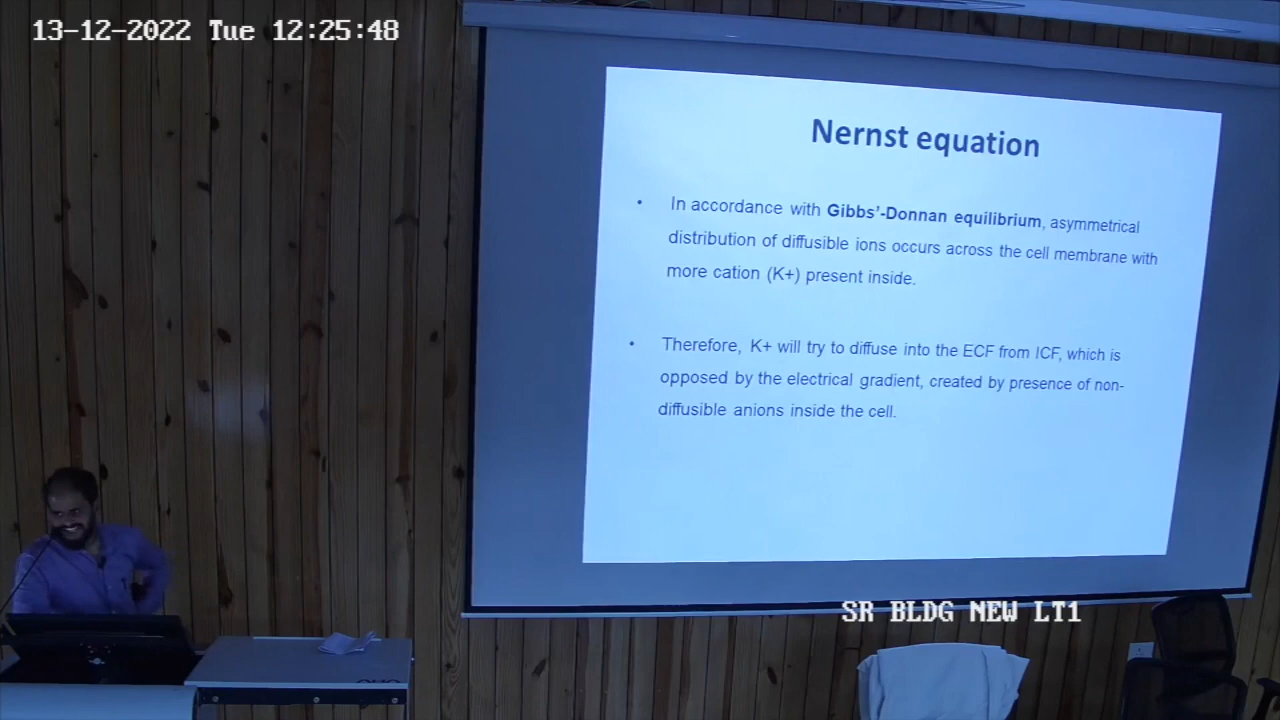 13-12-2022 Tue 12:25:48
Nernst equation
• In accordance with Gibbs'-Donnan equilibrium, asymmetrical
distribution of diffusible ions occurs across the cell membrane with
more cation (K+) present inside.
• Therefore, K+ will try to diffuse into the ECF from ICF, which is
opposed by the electrical gradient, created by presence of non-
diffusible anions inside the cell.
SR BLDG NEW LT1